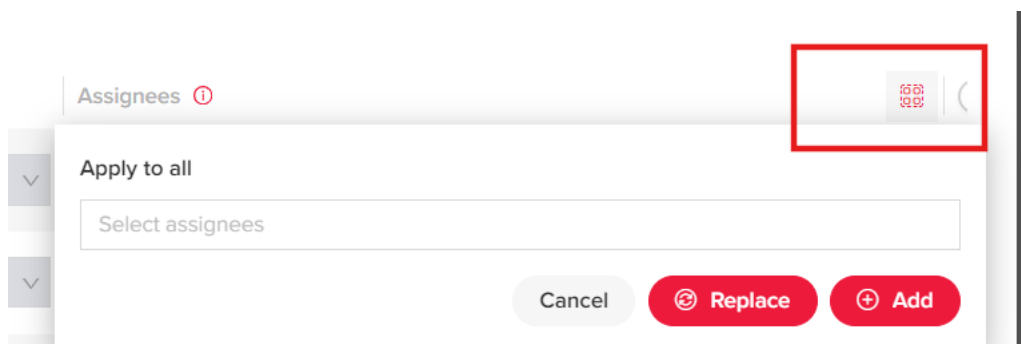 Assignees
Apply to all
Select assignees
Cancel Replace Add